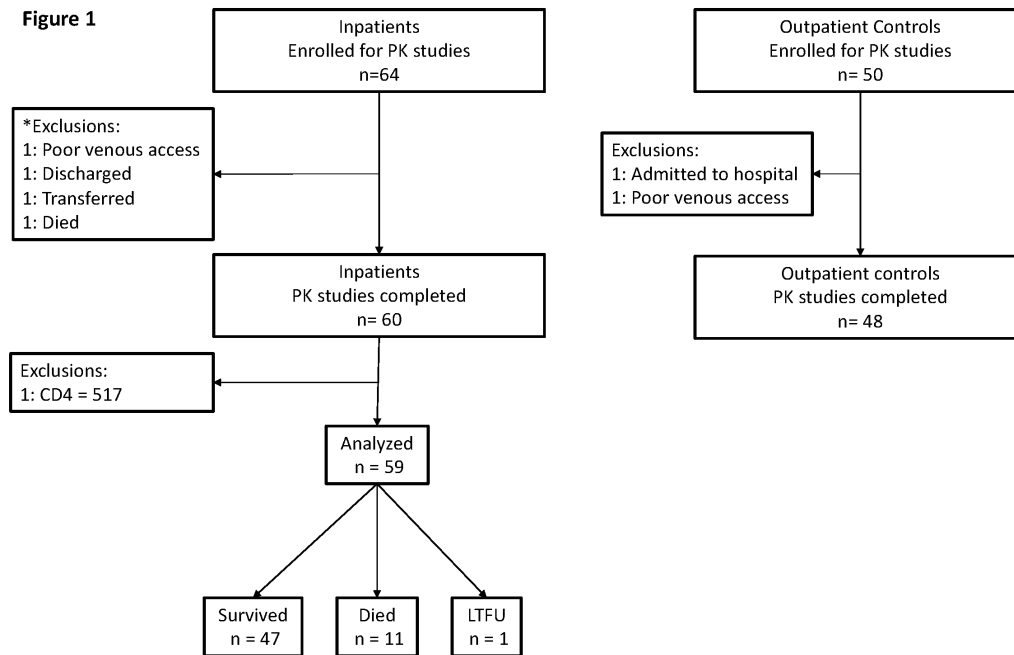 Figure 1
Inpatients
Enrolled for PK studies
n=64
Outpatient Controls
Enrolled for PK studies
n= 50
*Exclusions:
1: Poor venous access
1: Discharged
1: Transferred
1: Died
Exclusions:
1: Admitted to hospital
1: Poor venous access
Inpatients
PK studies completed
n= 60
Outpatient controls
PK studies completed
n= 48
Exclusions:
1: CD4 = 517
Analyzed
n = 59
Survived
n = 47
Died
n = 11
LTFU
n = 1